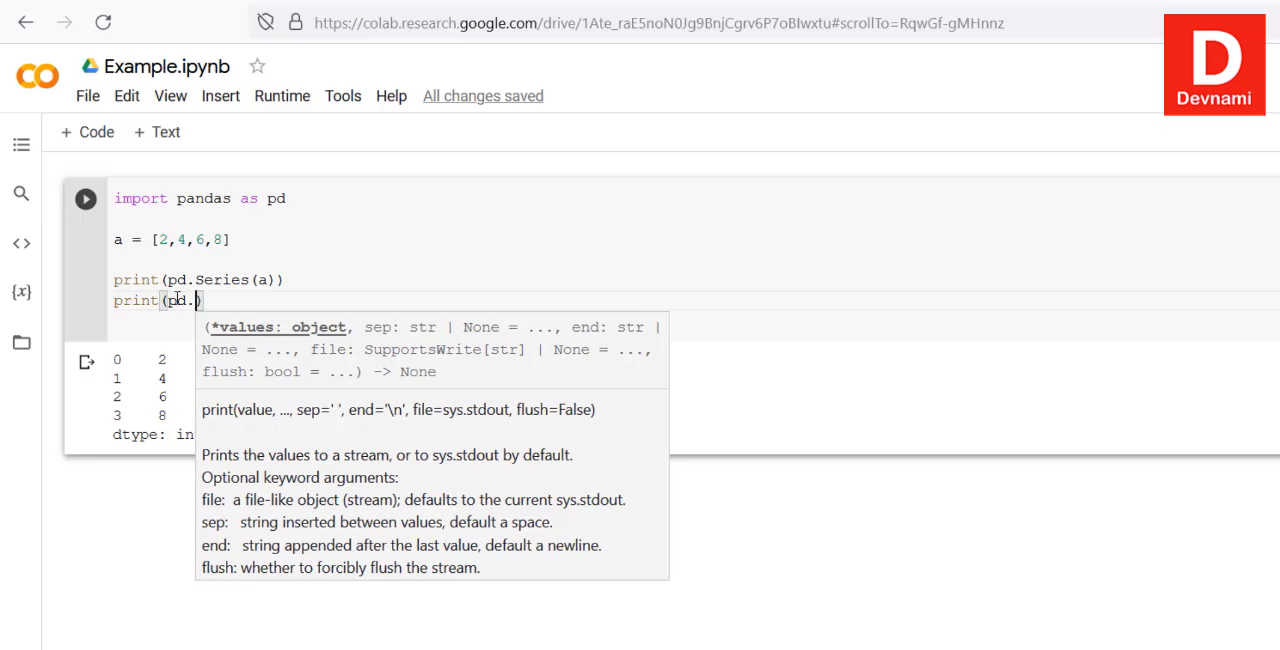 https://colab.research.google.com/drive/1Ate_raE5noN0Jg9BnjCgrv6P7oBIwxtu#scrollTo=RqwGf-gMHnnz
D
Devnami
Example.ipynb
File Edit View Insert Runtime Tools Help All changes saved
+ Code + Text
import pandas as pd
a = [2,4,6,8]
print(pd.Series(a))
print(pd.)
(*values: object, sep: str | None = ..., end: str |
None = ..., file: SupportsWrite[str] | None = ...,
flush: bool = ...) -> None
print(value, ..., sep=' ', end='\n', file=sys.stdout, flush=False)
Prints the values to a stream, or to sys.stdout by default.
Optional keyword arguments:
file: a file-like object (stream); defaults to the current sys.stdout.
sep: string inserted between values, default a space.
end: string appended after the last value, default a newline.
flush: whether to forcibly flush the stream.
0 2
1 4
2 6
3 8
dtype: in
{x}